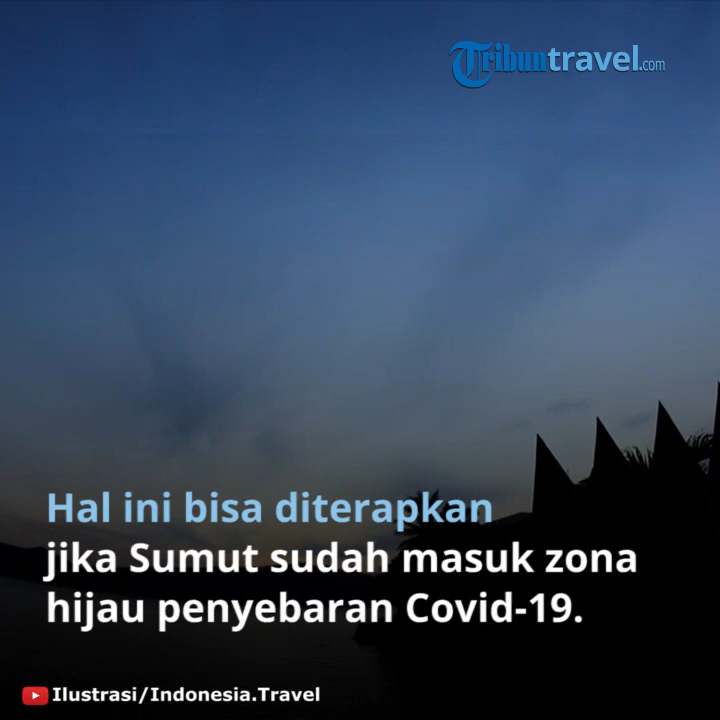 Tribuntravel.com
Hal ini bisa diterapkan
jika Sumut sudah masuk zona
hijau penyebaran Covid-19.
Ilustrasi/Indonesia.Travel